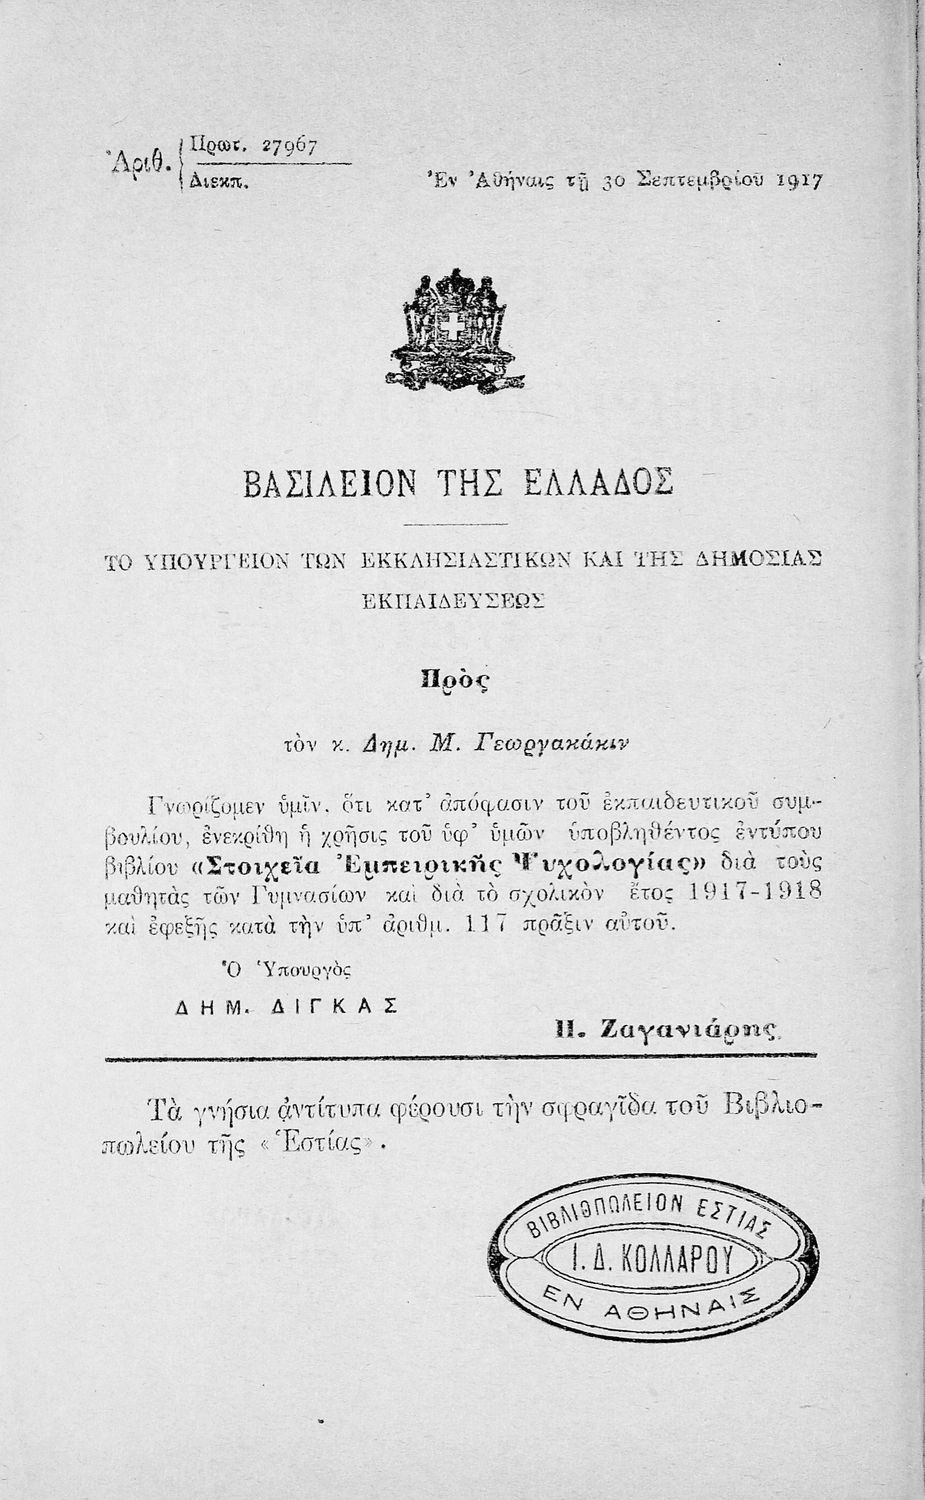 Ἀριθ. { Πρωτ. 27967
Διεκπ.
Ἐν Ἀθήναις τῇ 30 Σεπτεμβρίου 1917
ΒΑΣΙΛΕΙΟΝ ΤΗΣ ΕΛΛΑΔΟΣ
ΤΟ ΥΠΟΥΡΓΕΙΟΝ ΤΩΝ ΕΚΚΛΗΣΙΑΣΤΙΚΩΝ ΚΑΙ ΤΗΣ ΔΗΜΟΣΙΑΣ
ΕΚΠΑΙΔΕΥΣΕΩΣ
Πρὸς
τὸν κ. Δημ. Μ. Γεωργακάκιν
Γνωρίζομεν ὑμῖν, ὅτι κατ' ἀπόφασιν τοῦ ἐκπαιδευτικοῦ συμ-
βουλίου, ἐνεκρίθη ἡ χρῆσις τοῦ ὑφ' ὑμῶν ὑποβληθέντος ἐντύπου
βιβλίου «Στοιχεῖα Ἐμπειρικῆς Ψυχολογίας» διὰ τοὺς
μαθητὰς τῶν Γυμνασίων καὶ διὰ τὸ σχολικὸν ἔτος 1917-1918
καὶ ἐφεξῆς κατὰ τὴν ὑπ' ἀριθμ. 117 πρᾶξιν αὐτοῦ.
Ὁ Ὑπουργὸς
ΔΗΜ. ΔΙΓΚΑΣ
Π. Ζαγανιάρης
Τὰ γνήσια ἀντίτυπα φέρουσι τὴν σφραγῖδα τοῦ Βιβλιο-
πωλείου τῆς «Ἑστίας».
ΒΙΒΛΙΟΠΩΛΕΙΟΝ ΕΣΤΙΑΣ
Ι. Δ. ΚΟΛΛΑΡΟΥ
ΕΝ ΑΘΗΝΑΙΣ